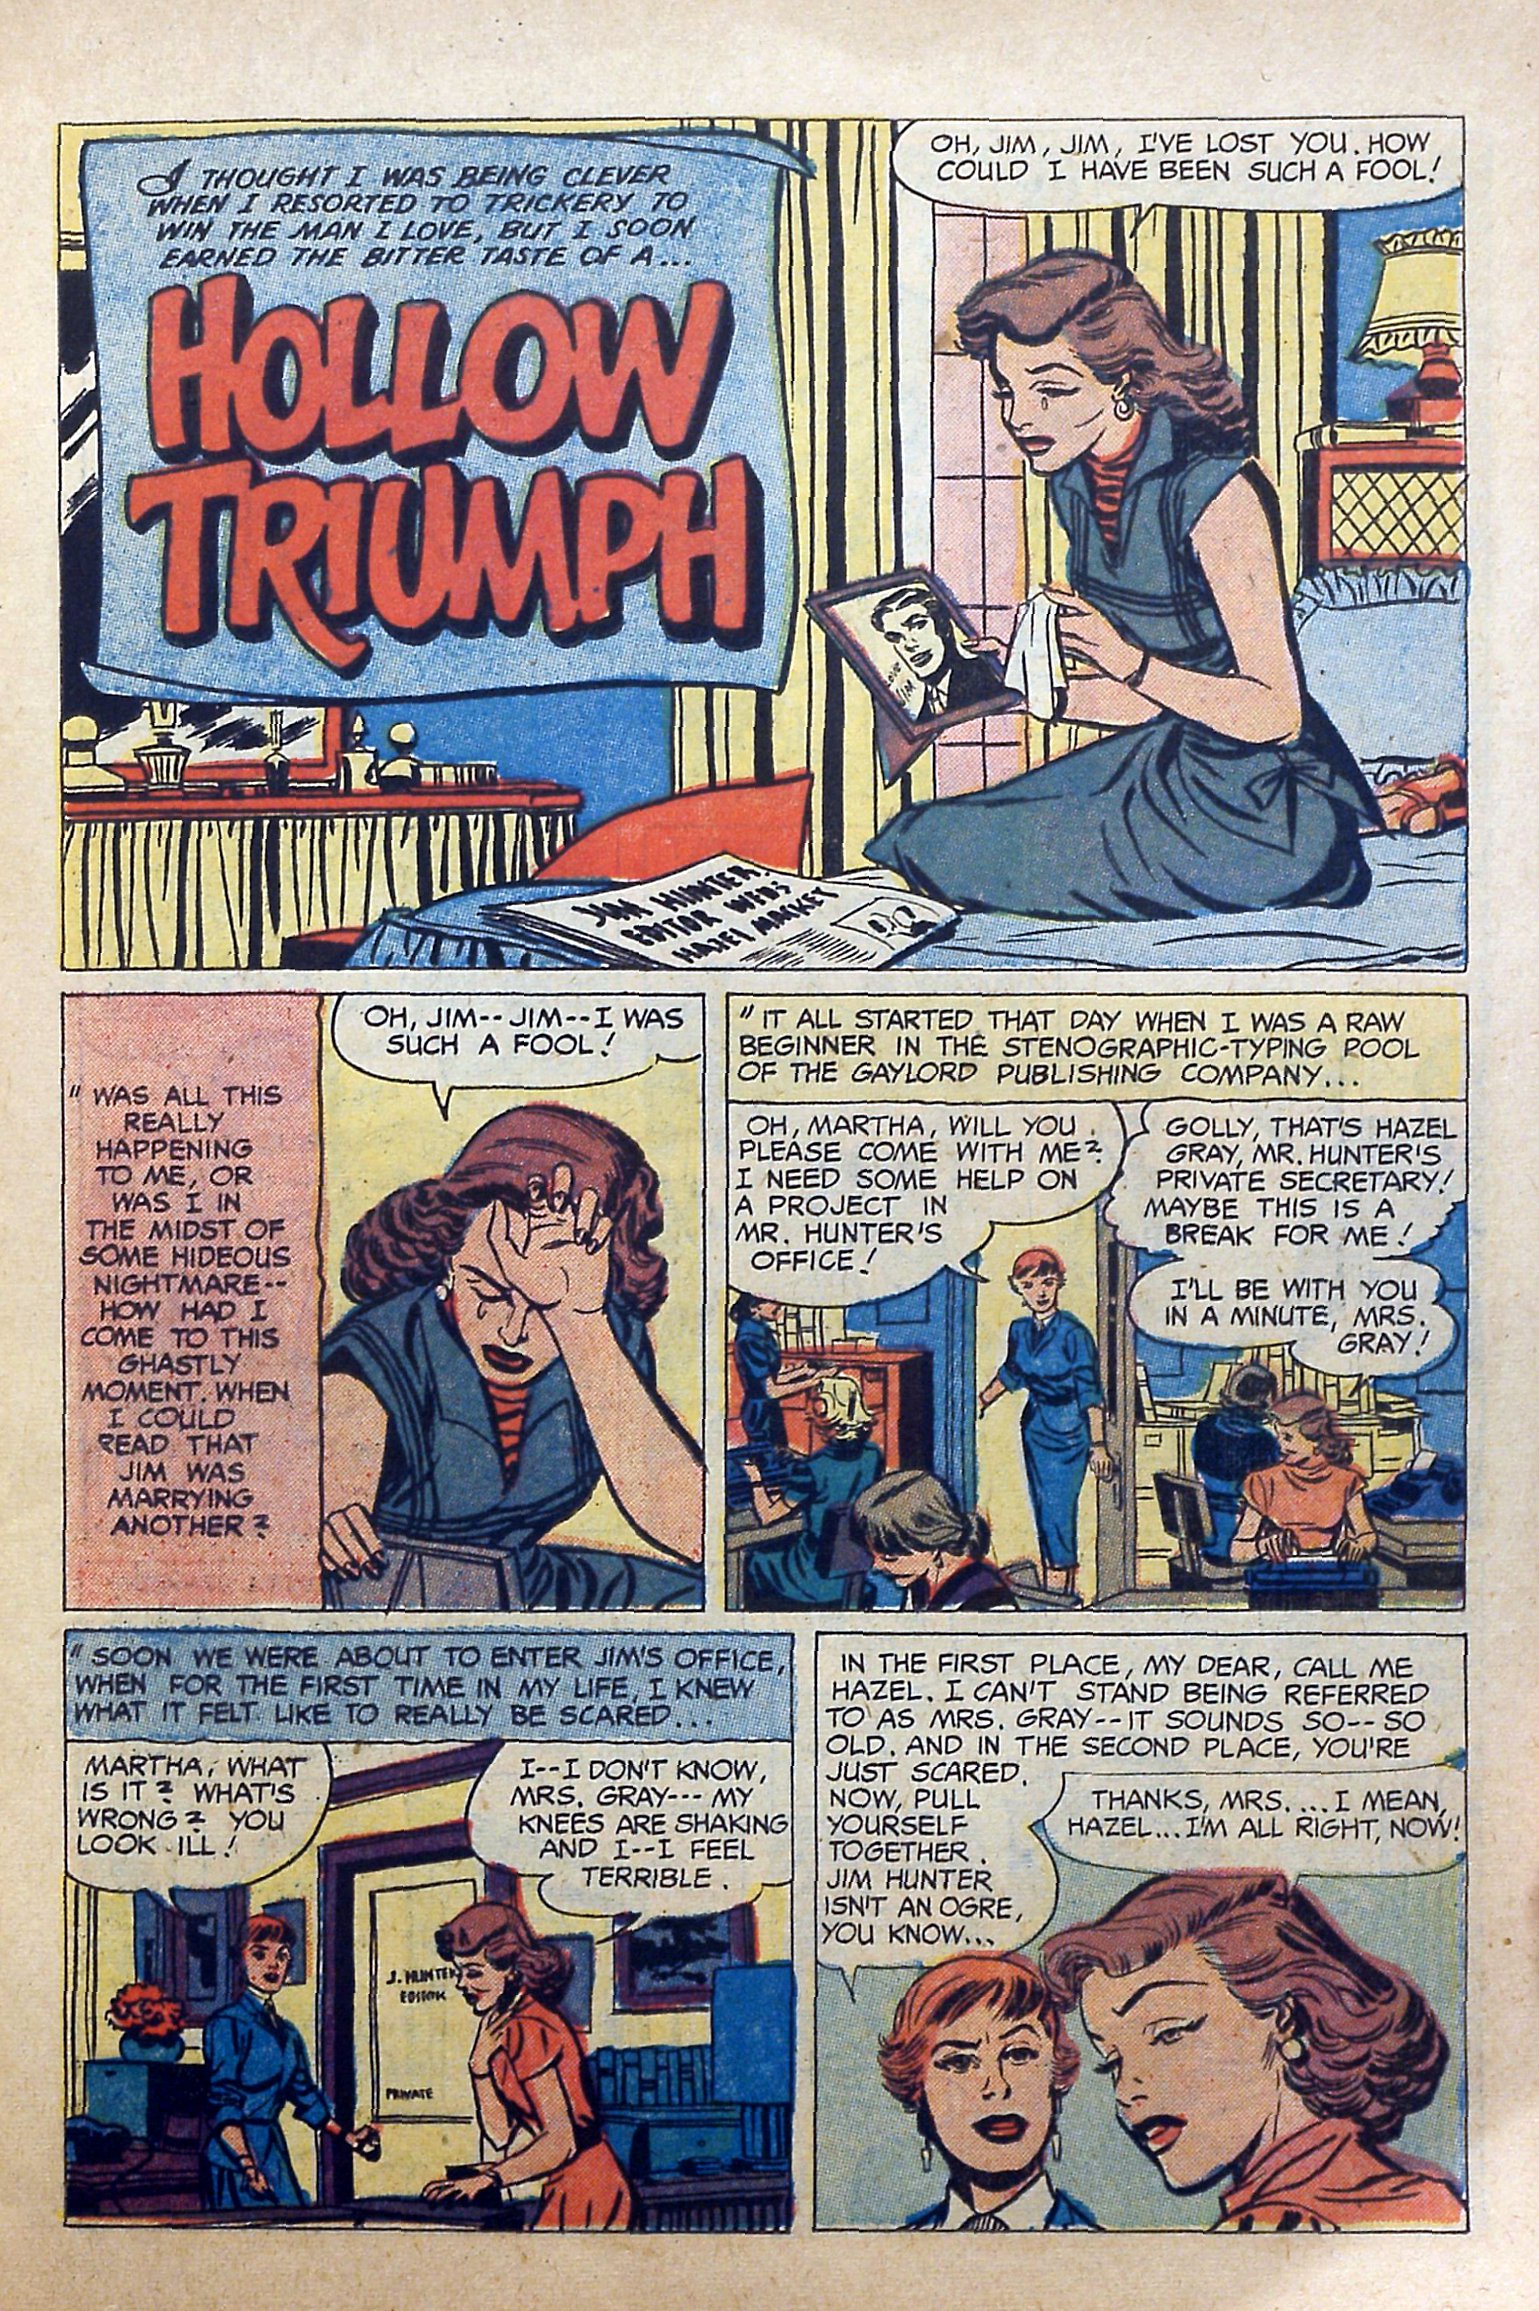 I THOUGHT I WAS BEING CLEVER
WHEN I RESORTED TO TRICKERY TO
WIN THE MAN I LOVE, BUT I SOON
EARNED THE BITTER TASTE OF A...
HOLLOW
TRIUMPH
OH, JIM, JIM, I'VE LOST YOU. HOW
COULD I HAVE BEEN SUCH A FOOL!
LOVE
JIM
JIM HUNTER,
EDITOR WEDS
HAZEL
"WAS ALL THIS
REALLY
HAPPENING
TO ME, OR
WAS I IN
THE MIDST OF
SOME HIDEOUS
NIGHTMARE--
HOW HAD I
COME TO THIS
GHASTLY
MOMENT. WHEN
I COULD
READ THAT
JIM WAS
MARRYING
ANOTHER?
OH, JIM-- JIM--I WAS
SUCH A FOOL!
"IT ALL STARTED THAT DAY WHEN I WAS A RAW
BEGINNER IN THE STENOGRAPHIC-TYPING POOL
OF THE GAYLORD PUBLISHING COMPANY...
OH, MARTHA, WILL YOU
PLEASE COME WITH ME?
I NEED SOME HELP ON
A PROJECT IN
MR. HUNTER'S
OFFICE!
GOLLY, THAT'S HAZEL
GRAY, MR. HUNTER'S
PRIVATE SECRETARY!
MAYBE THIS IS A
BREAK FOR ME!
I'LL BE WITH YOU
IN A MINUTE, MRS.
GRAY!
"SOON WE WERE ABOUT TO ENTER JIM'S OFFICE,
WHEN FOR THE FIRST TIME IN MY LIFE, I KNEW
WHAT IT FELT LIKE TO REALLY BE SCARED...
MARTHA, WHAT
IS IT? WHAT'S
WRONG? YOU
LOOK ILL!
I--I DON'T KNOW,
MRS. GRAY--- MY
KNEES ARE SHAKING
AND I--I FEEL
TERRIBLE.
J. HUNTER
EDITOR
PRIVATE
IN THE FIRST PLACE, MY DEAR, CALL ME
HAZEL. I CAN'T STAND BEING REFERRED
TO AS MRS. GRAY--IT SOUNDS SO--SO
OLD. AND IN THE SECOND PLACE, YOU'RE
JUST SCARED.
NOW, PULL
YOURSELF
TOGETHER.
JIM HUNTER
ISN'T AN OGRE,
YOU KNOW...
THANKS, MRS. ...I MEAN,
HAZEL...I'M ALL RIGHT, NOW!